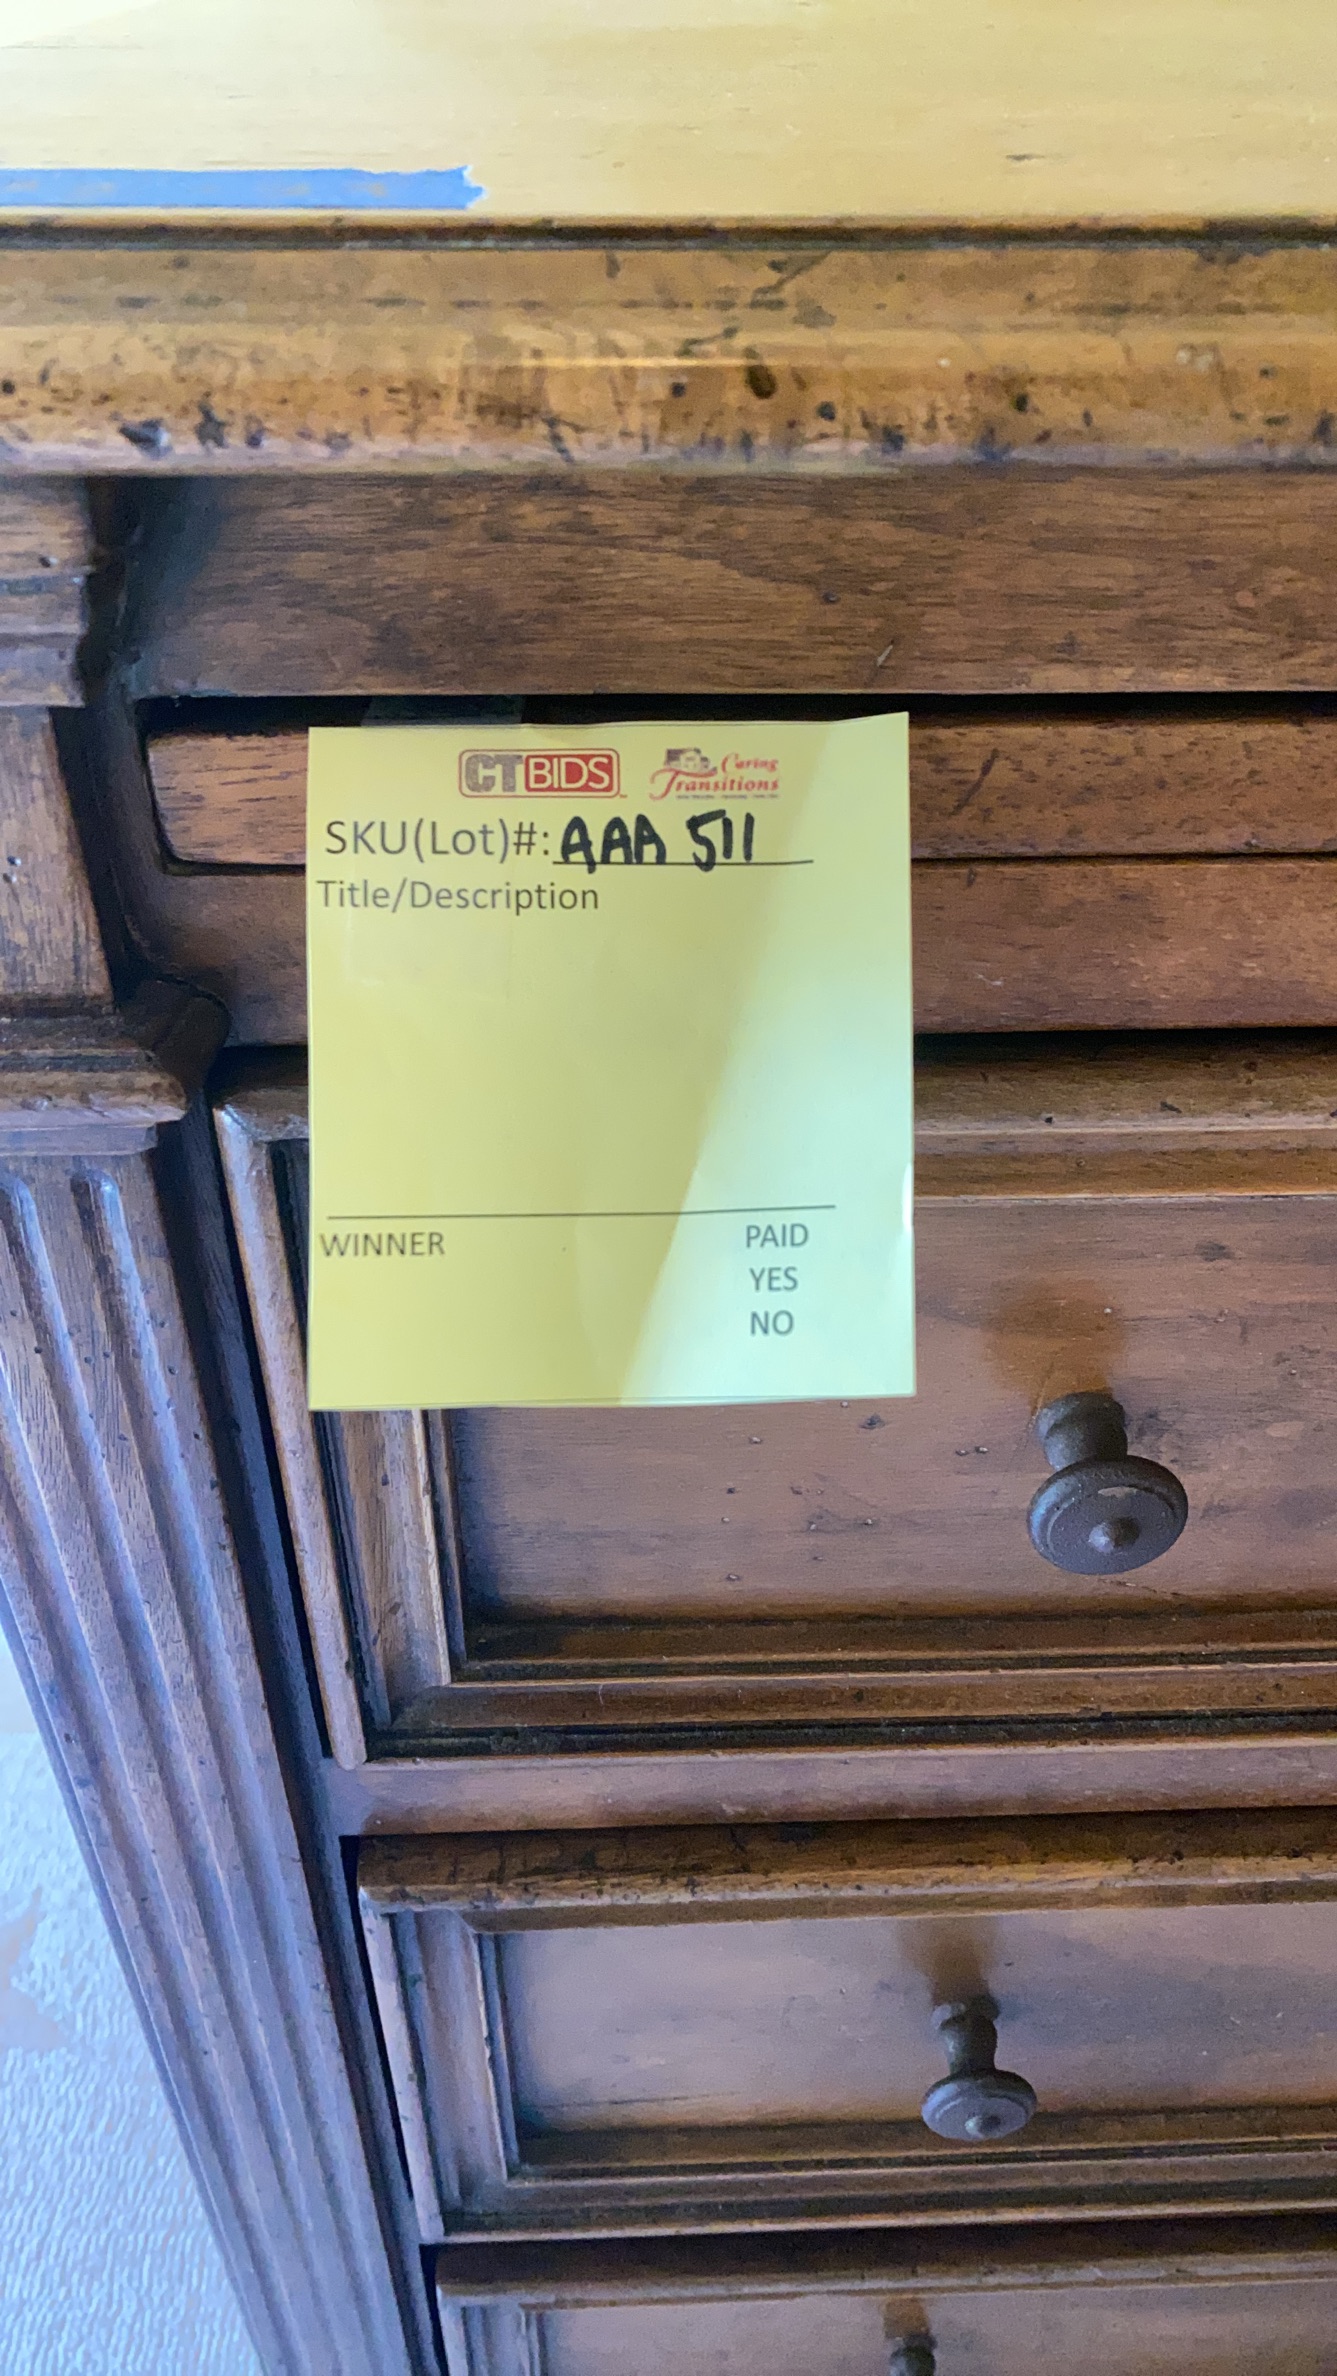 CTBIDS Caring Transitions
SKU(Lot)#: AAA 511
Title/Description
WINNER PAID
YES
NO